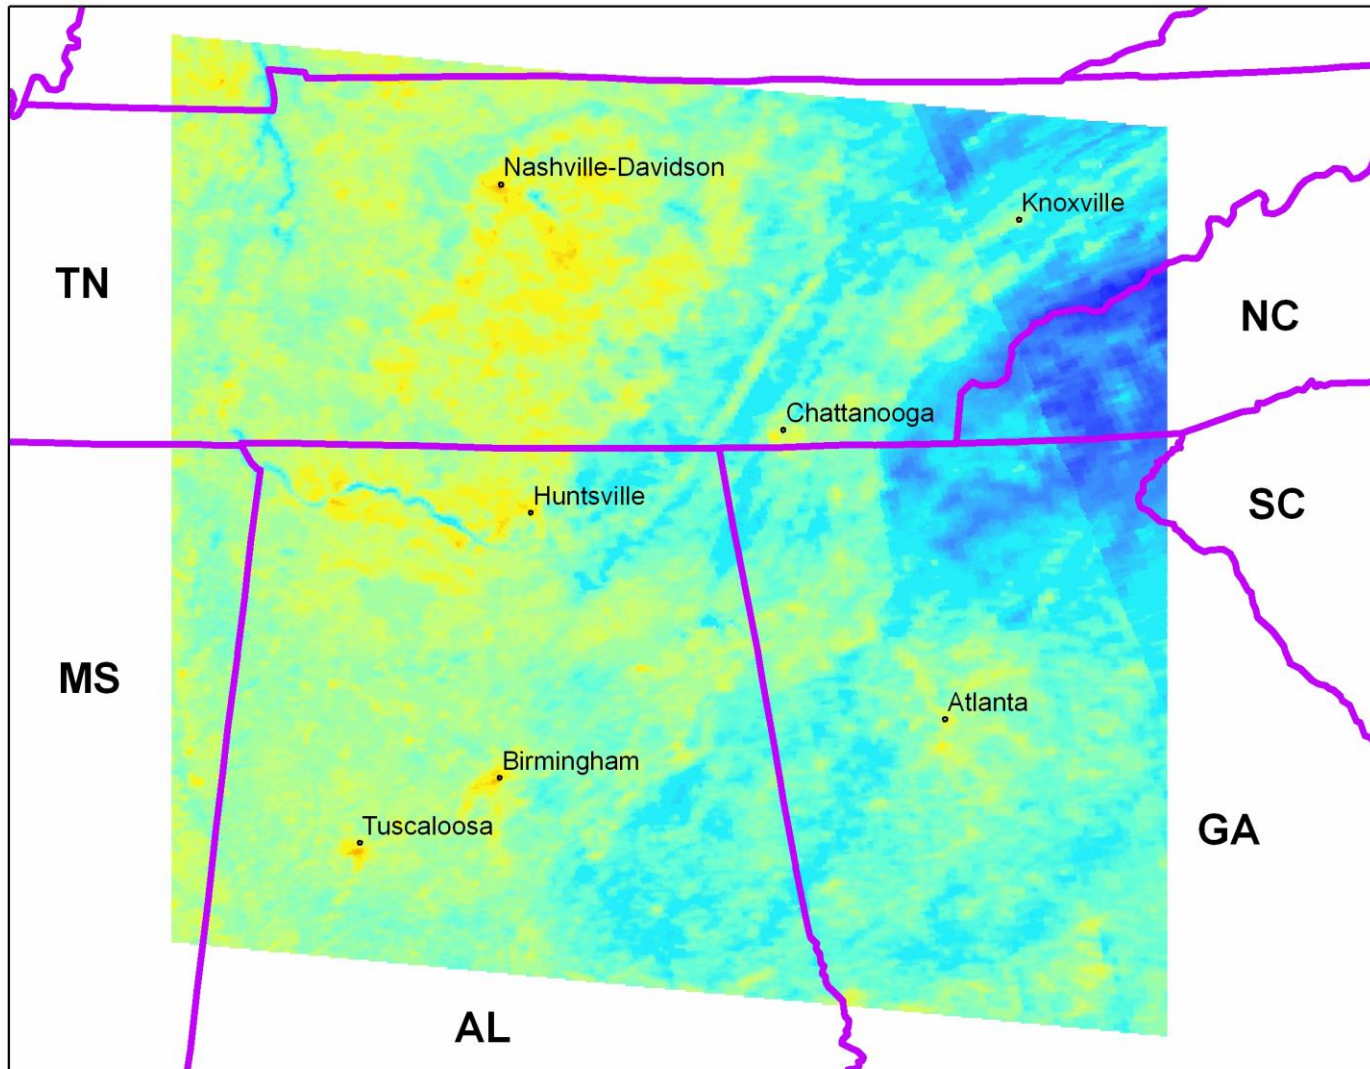 Nashville-Davidson
Knoxville
TN
NC
Chattanooga
Huntsville
SC
MS
Atlanta
Birmingham
Tuscaloosa
GA
AL